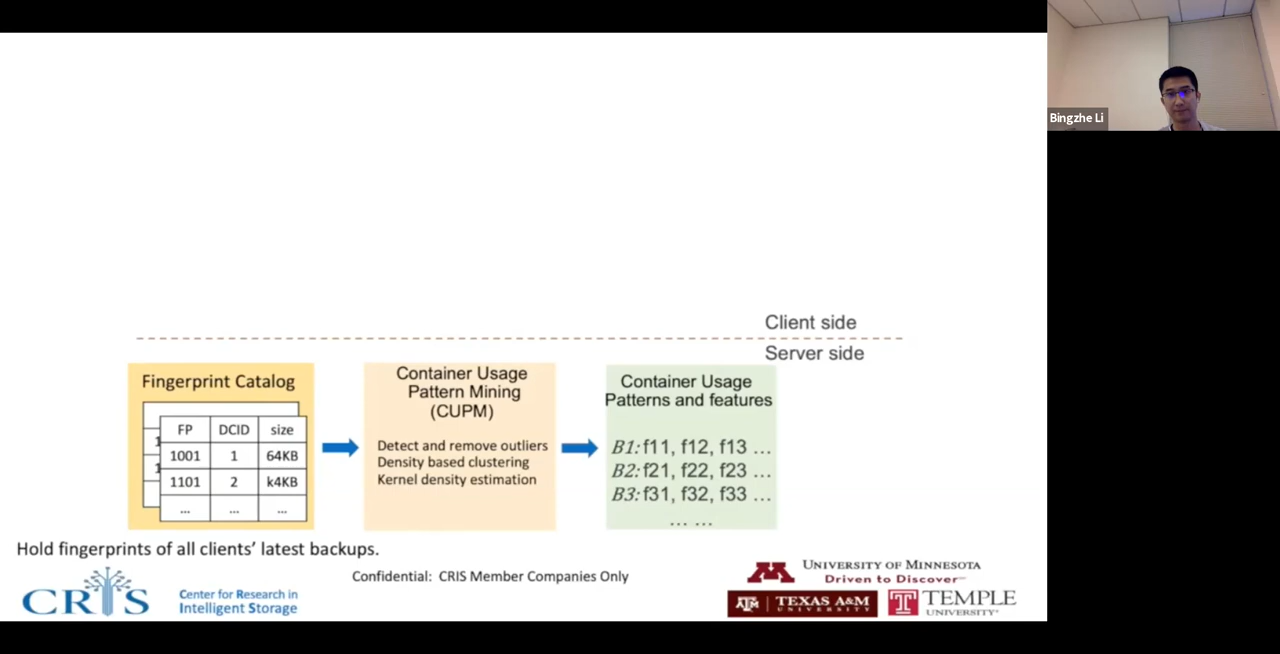 Bingzhe Li
Client side
Server side
Fingerprint Catalog
FP DCID size
1001 1 64KB
1101 2 k4KB
... ... ...
1
1
Container Usage
Pattern Mining
(CUPM)
Detect and remove outliers
Density based clustering
Kernel density estimation
Container Usage
Patterns and features
B1: f11, f12, f13 ...
B2: f21, f22, f23 ...
B3: f31, f32, f33 ...
... ...
Hold fingerprints of all clients’ latest backups.
Confidential: CRIS Member Companies Only
CRIS
Center for Research in
Intelligent Storage
M
UNIVERSITY OF MINNESOTA
Driven to Discover
ATM TEXAS A&M
UNIVERSITY
T TEMPLE
UNIVERSITY